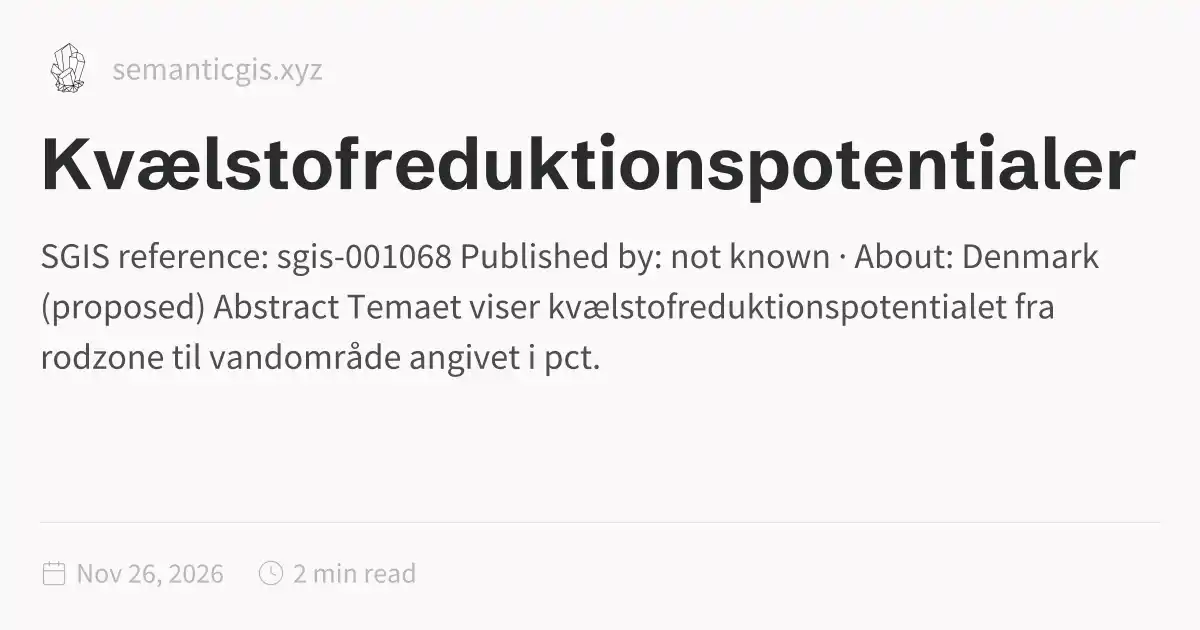 semanticgis.xyz
Kvælstofreduktionspotentialer
SGIS reference: sgis-001068 Published by: not known · About: Denmark
(proposed) Abstract Temaet viser kvælstofreduktionspotentialet fra
rodzone til vandområde angivet i pct.
Nov 26, 2026 2 min read